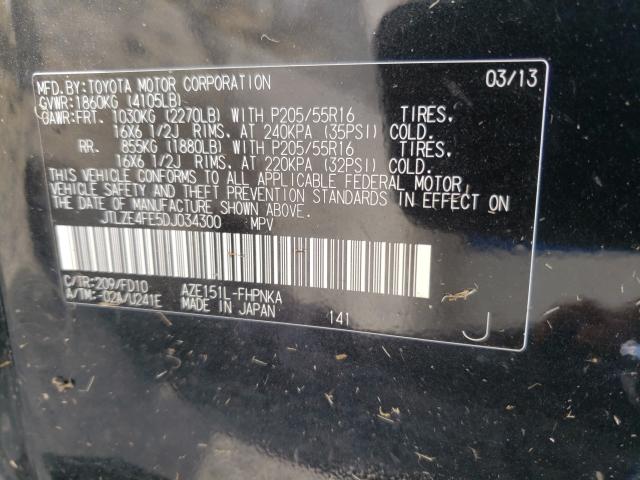 MFD.BY:TOYOTA MOTOR CORPORATION 03/13
GVWR:1860KG (4105LB)
GAWR:FRT. 1030KG (2270LB) WITH P205/55R16 TIRES,
16X6 1/2J RIMS, AT 240KPA (35PSI) COLD.
RR. 855KG (1880LB) WITH P205/55R16 TIRES,
16X6 1/2J RIMS, AT 220KPA (32PSI) COLD.
THIS VEHICLE CONFORMS TO ALL APPLICABLE FEDERAL MOTOR
VEHICLE SAFETY AND THEFT PREVENTION STANDARDS IN EFFECT ON
THE DATE OF MANUFACTURE SHOWN ABOVE.
JTLZE4FE5DJ034300 MPV
C/TR:209/FD10 AZE151L-FHPNKA
A/TM:-02A/U241E MADE IN JAPAN 141 J